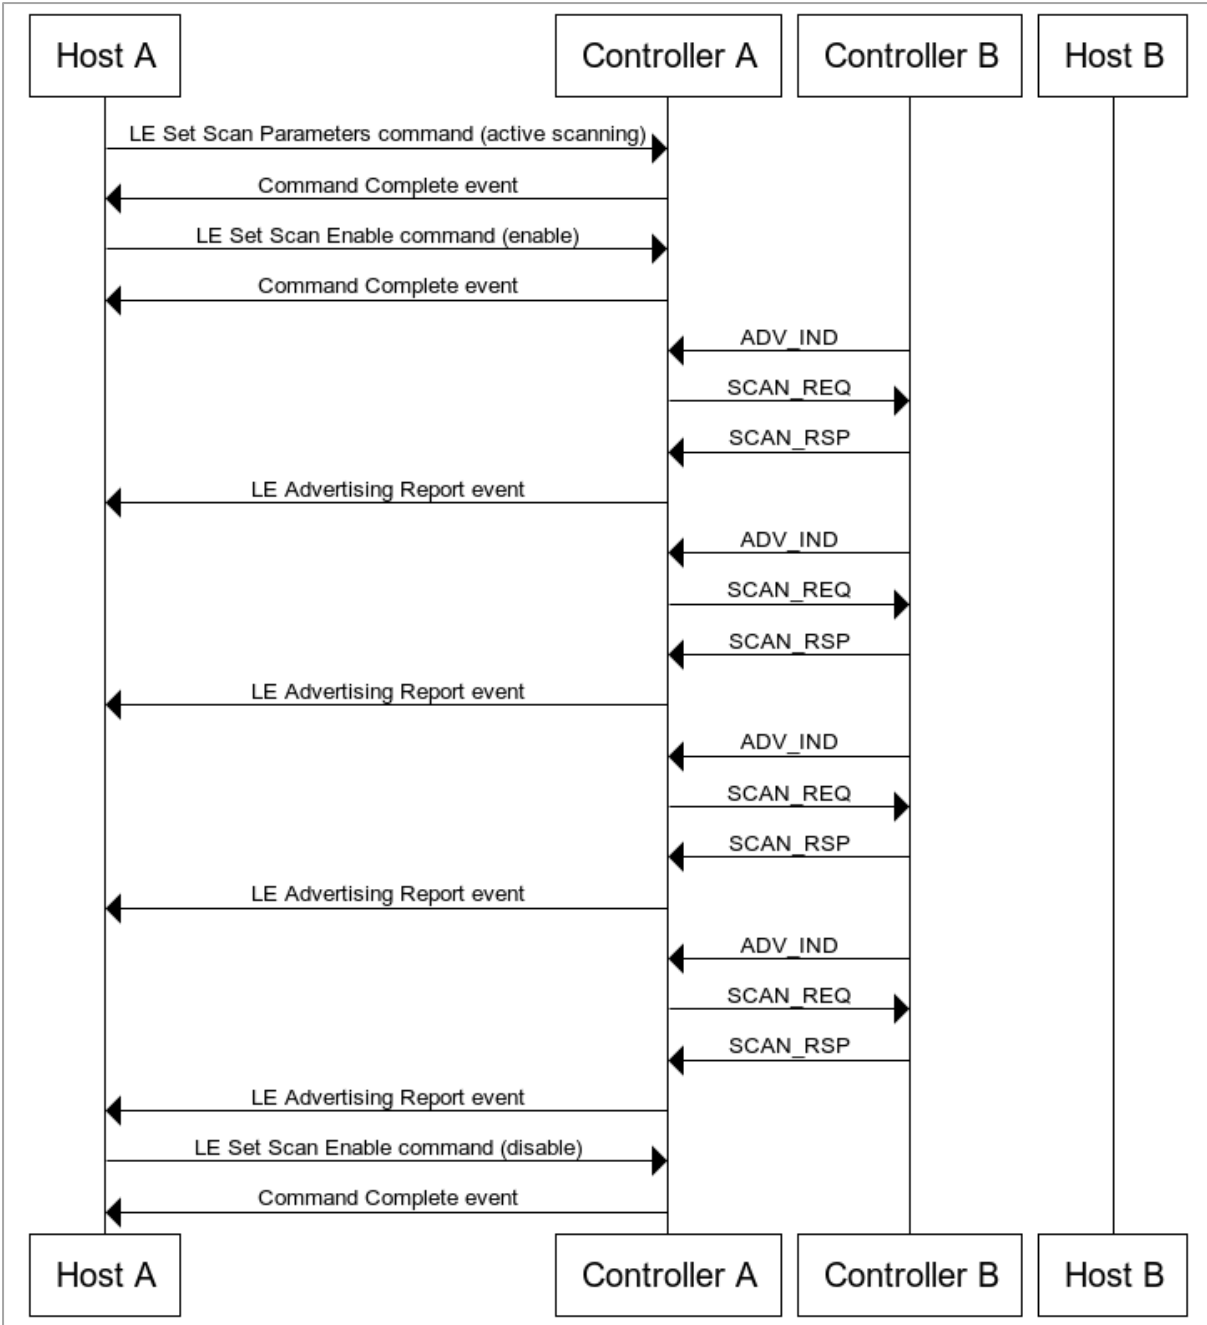 Host A
Controller A
Controller B
Host B
LE Set Scan Parameters command (active scanning)
Command Complete event
LE Set Scan Enable command (enable)
Command Complete event
ADV_IND
SCAN_REQ
SCAN_RSP
LE Advertising Report event
ADV_IND
SCAN_REQ
SCAN_RSP
LE Advertising Report event
ADV_IND
SCAN_REQ
SCAN_RSP
LE Advertising Report event
ADV_IND
SCAN_REQ
SCAN_RSP
LE Advertising Report event
LE Set Scan Enable command (disable)
Command Complete event
Host A
Controller A
Controller B
Host B